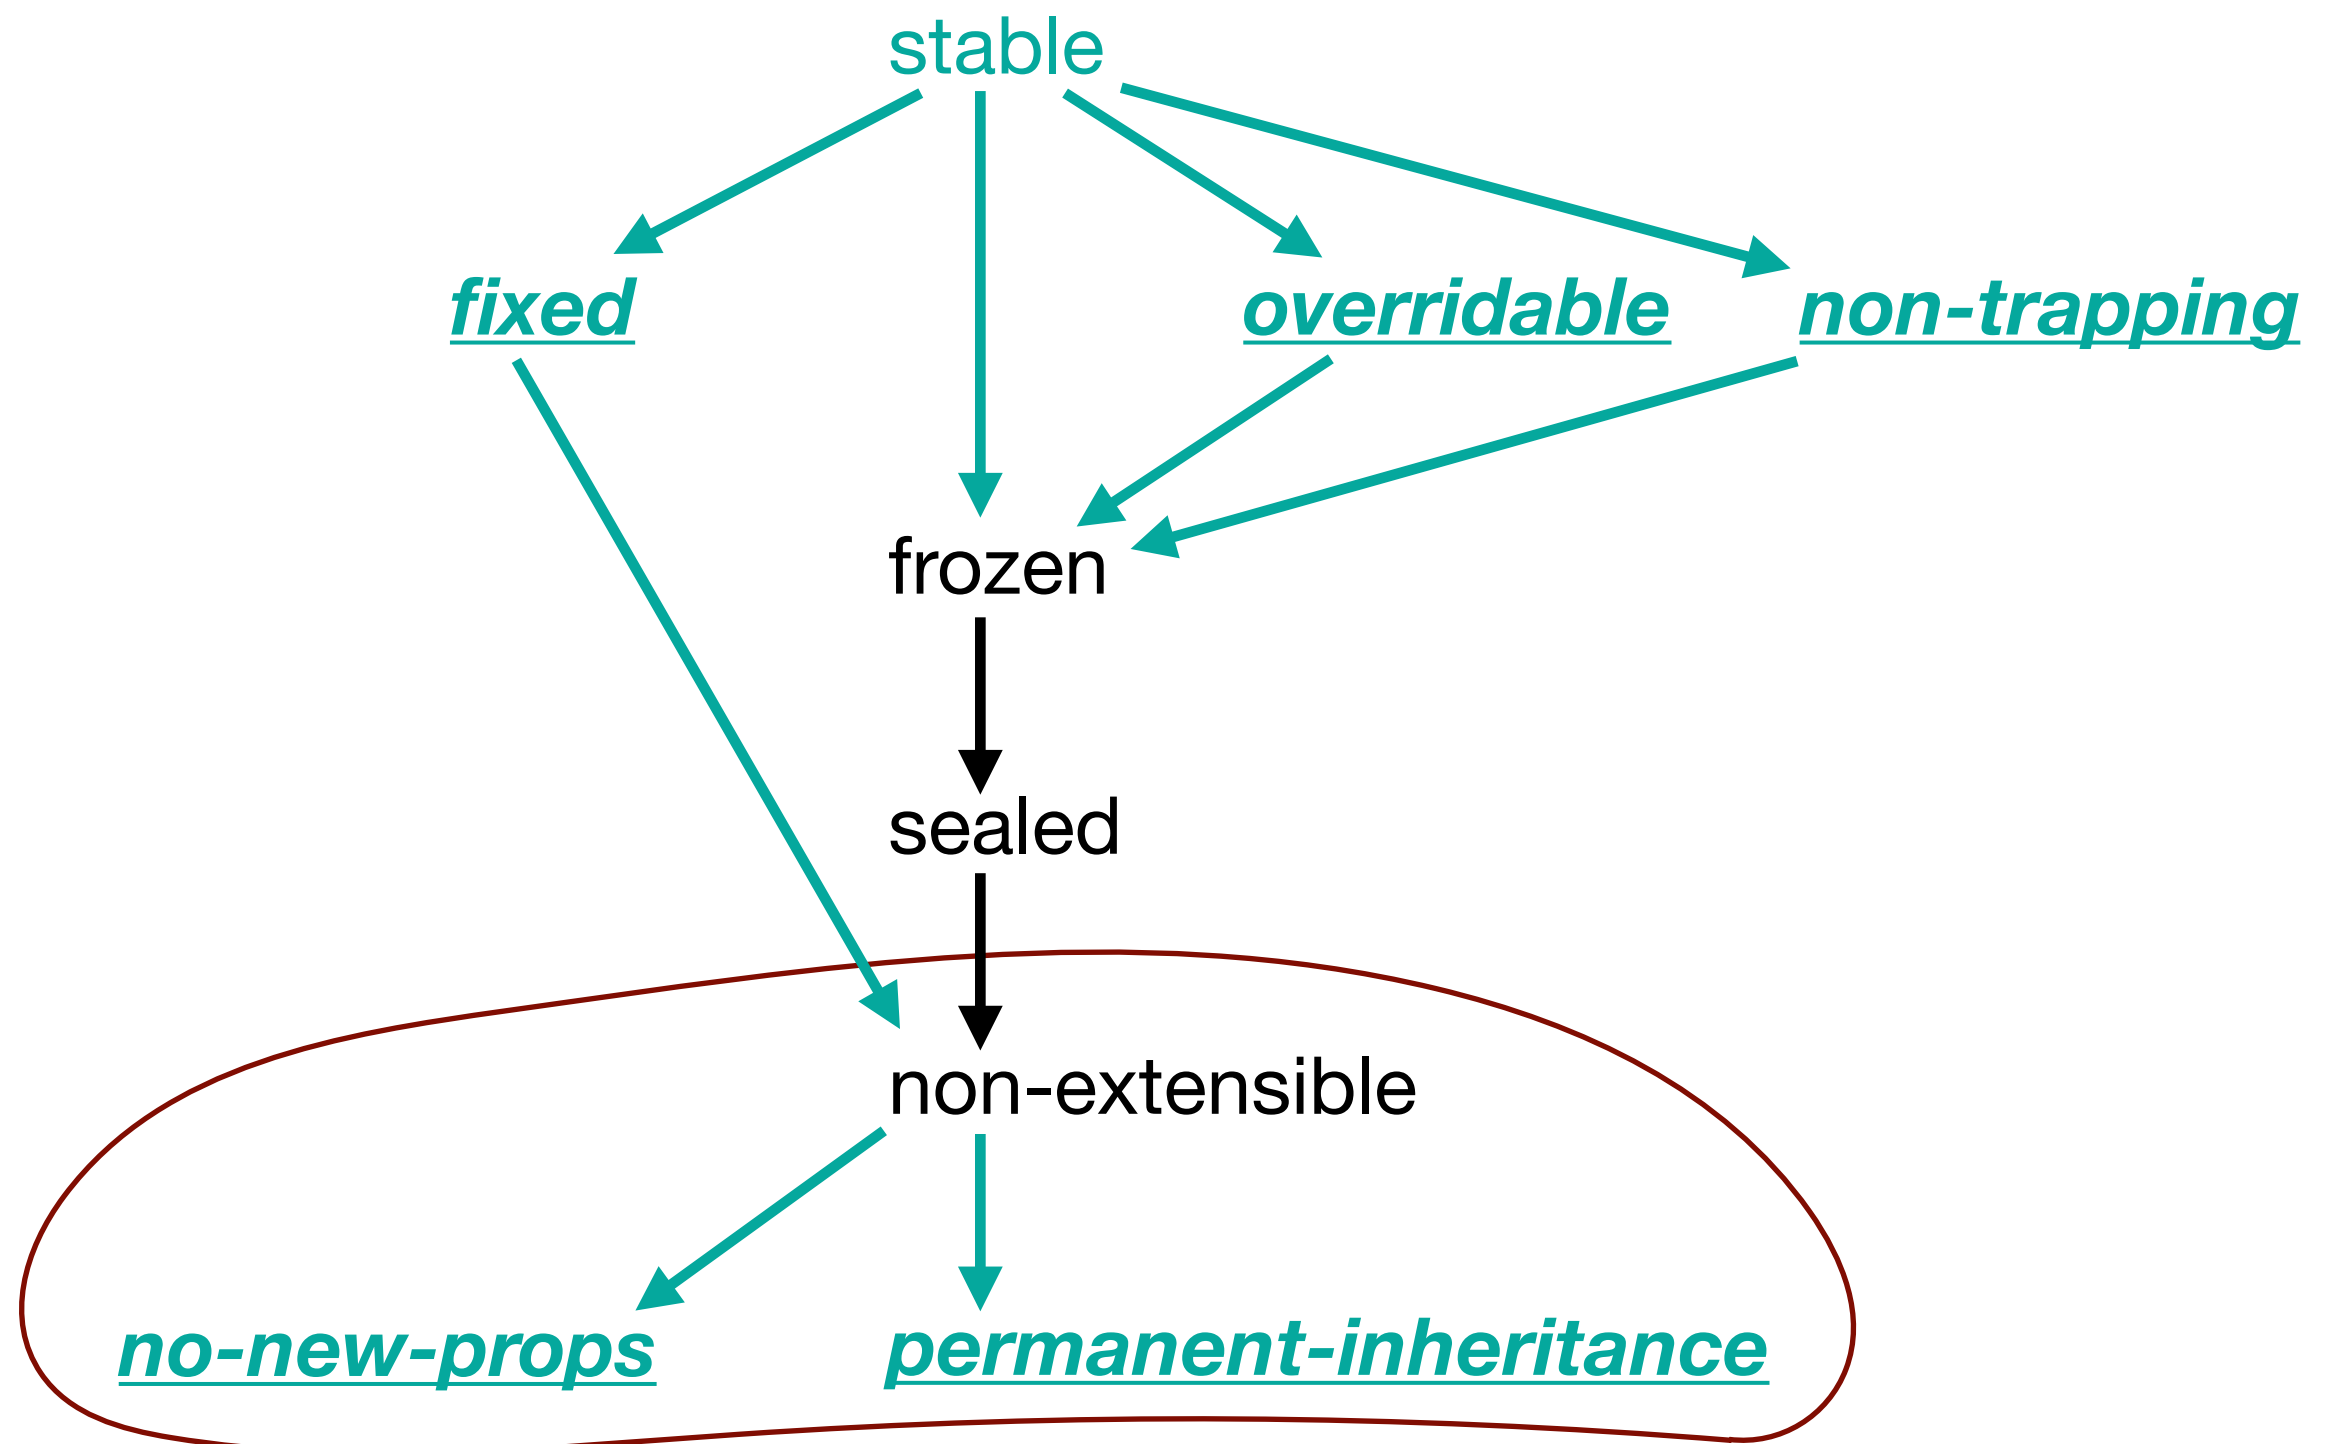 stable
fixed
overridable
non-trapping
frozen
sealed
non-extensible
no-new-props
permanent-inheritance